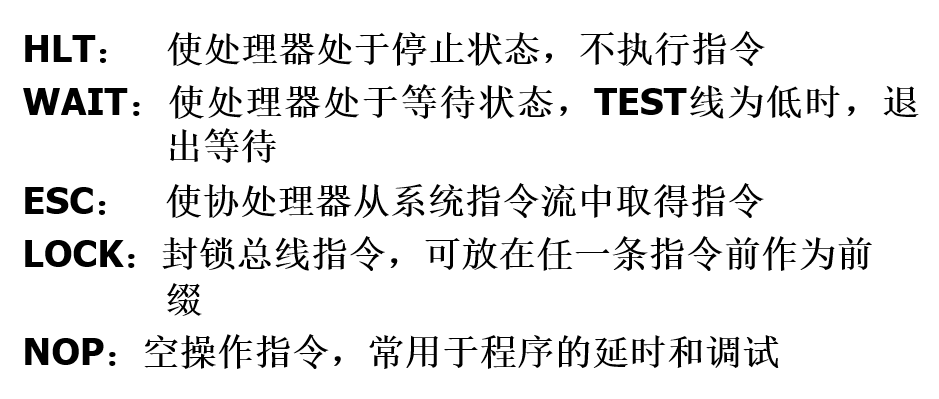 HLT： 使处理器处于停止状态，不执行指令
WAIT：使处理器处于等待状态，TEST线为低时，退
出等待
ESC： 使协处理器从系统指令流中取得指令
LOCK：封锁总线指令，可放在任一条指令前作为前
缀
NOP：空操作指令，常用于程序的延时和调试